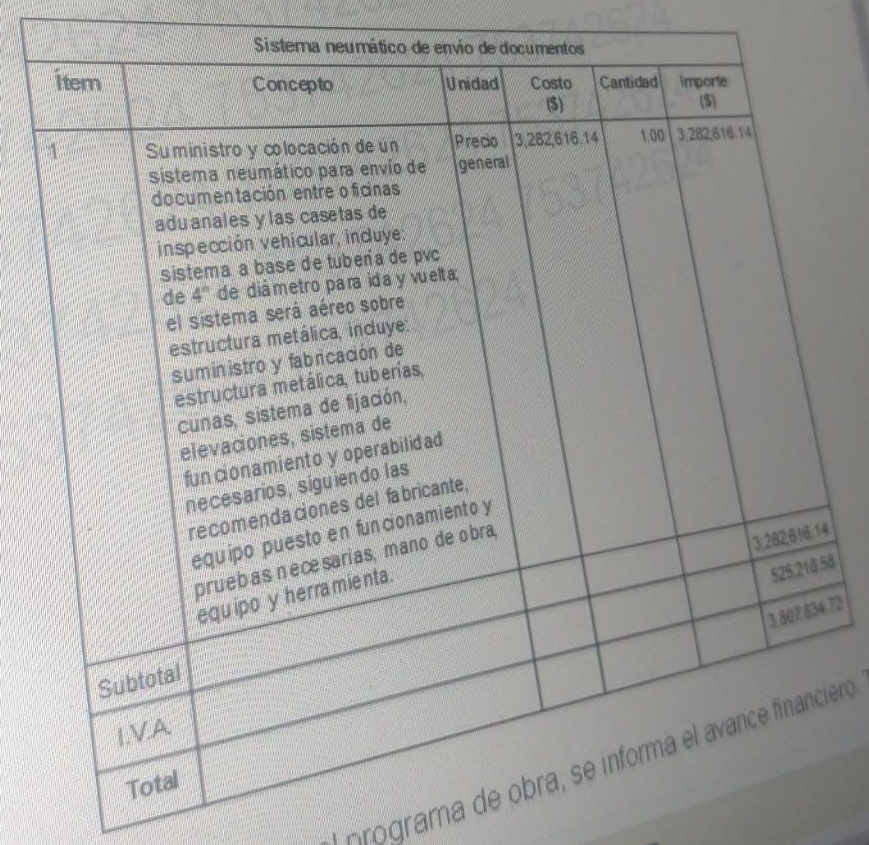 Sistema neumático de envío de documentos
Ítem Concepto Unidad Costo ($) Cantidad Importe ($)
1 Suministro y colocación de un Precio 3,282,616.14 1.00 3,282,616.14
sistema neumático para envío de general
documentación entre oficinas
aduanales y las casetas de
inspección vehicular, incluye:
sistema a base de tubería de pvc
de 4" de diámetro para ida y vuelta;
el sistema será aéreo sobre
estructura metálica, incluye:
suministro y fabricación de
estructura metálica, tuberías,
cunas, sistema de fijación,
elevaciones, sistema de
funcionamiento y operabilidad
necesarios, siguiendo las
recomendaciones del fabricante,
equipo puesto en funcionamiento y
pruebas necesarias, mano de obra,
equipo y herramienta.
Subtotal 3,282,616.14
I.V.A. 525,218.58
Total 3,807,834.72
programa de obra, se informa el avance financiero.